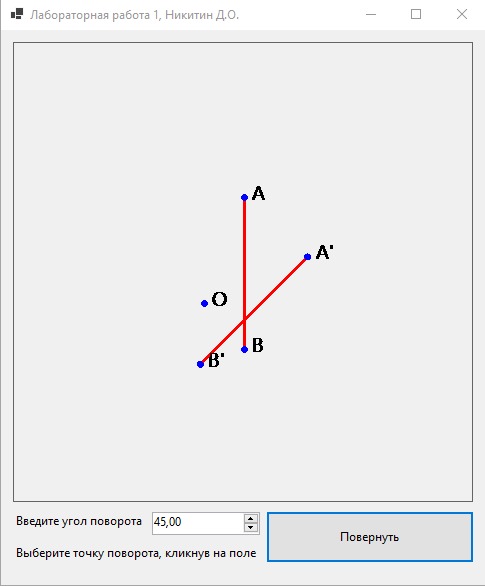 Лабораторная работа 1, Никитин Д.О.
A
A'
O
B
B'
Введите угол поворота
45,00
Повернуть
Выберите точку поворота, кликнув на поле